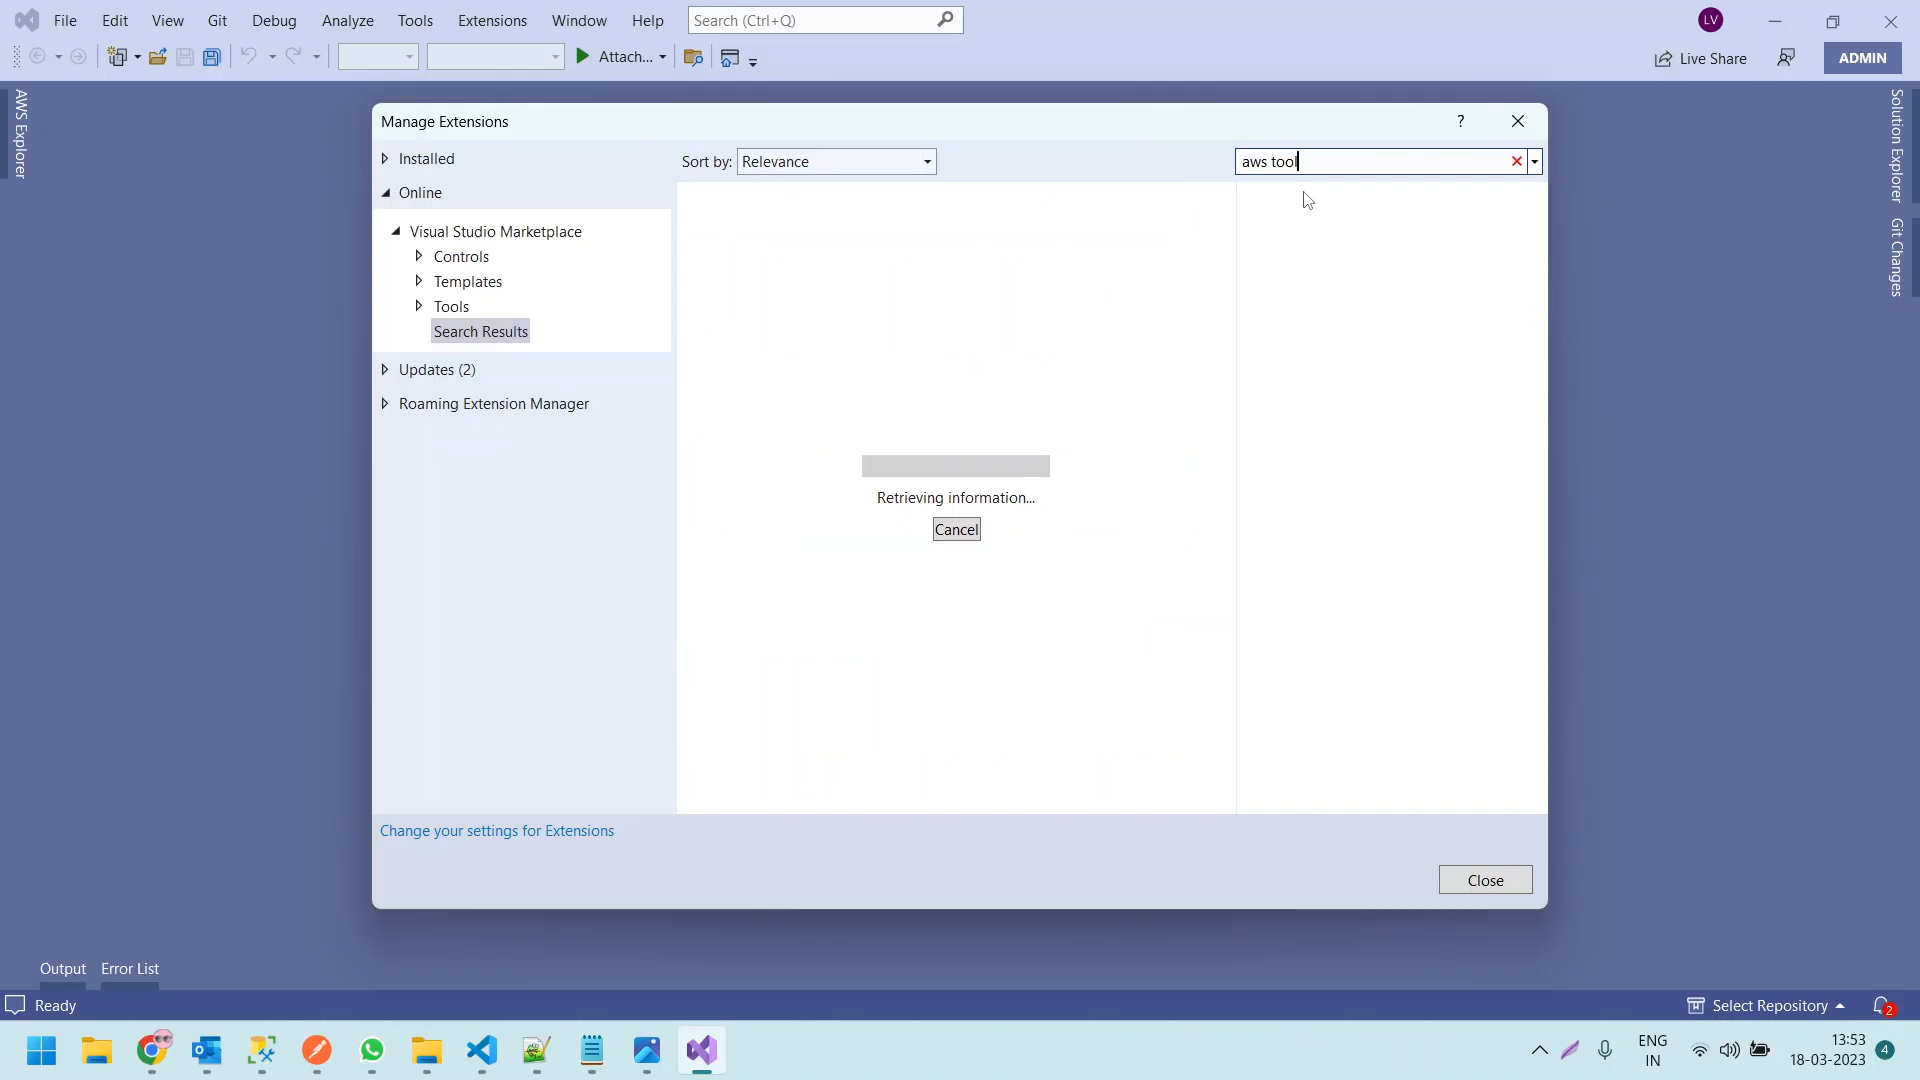 File Edit View Git Debug Analyze Tools Extensions Window Help Search (Ctrl+Q) LV
Attach... Live Share ADMIN
AWS Explorer
Solution Explorer
Git Changes
Manage Extensions ?
Installed
Sort by: Relevance
aws tool
Online
Visual Studio Marketplace
Controls
Templates
Tools
Search Results
Updates (2)
Roaming Extension Manager
Retrieving information...
Cancel
Change your settings for Extensions
Close
Output Error List
Ready
Select Repository 2
ENG
IN
13:53
18-03-2023
4